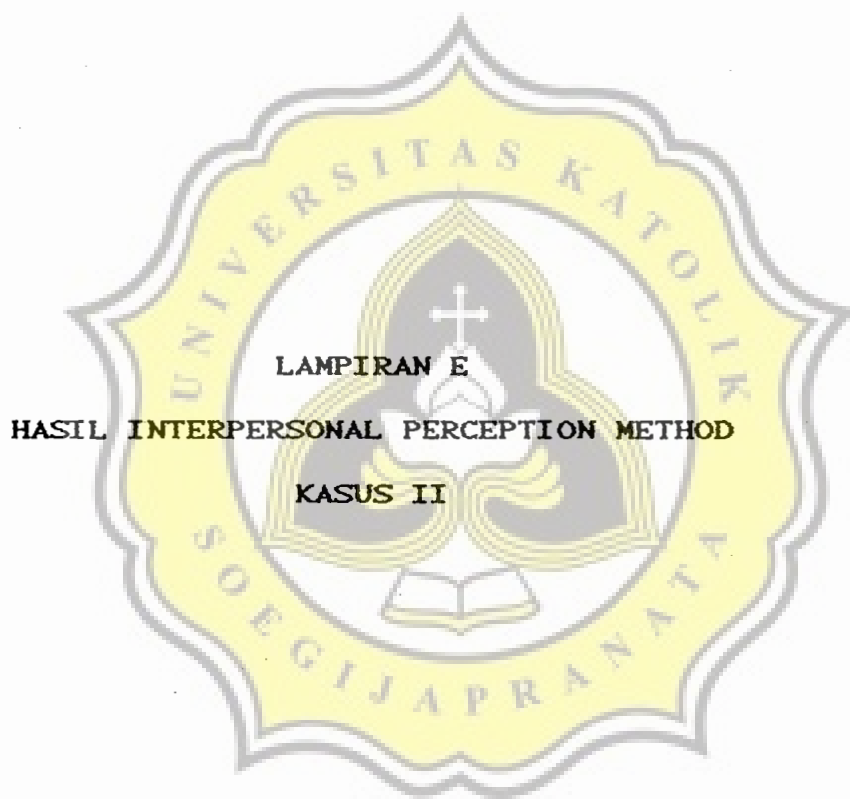 UNIVERSITAS KATOLIK
LAMPIRAN E
HASIL INTERPERSONAL PERCEPTION METHOD
KASUS II
SOEGIJAPRANATA